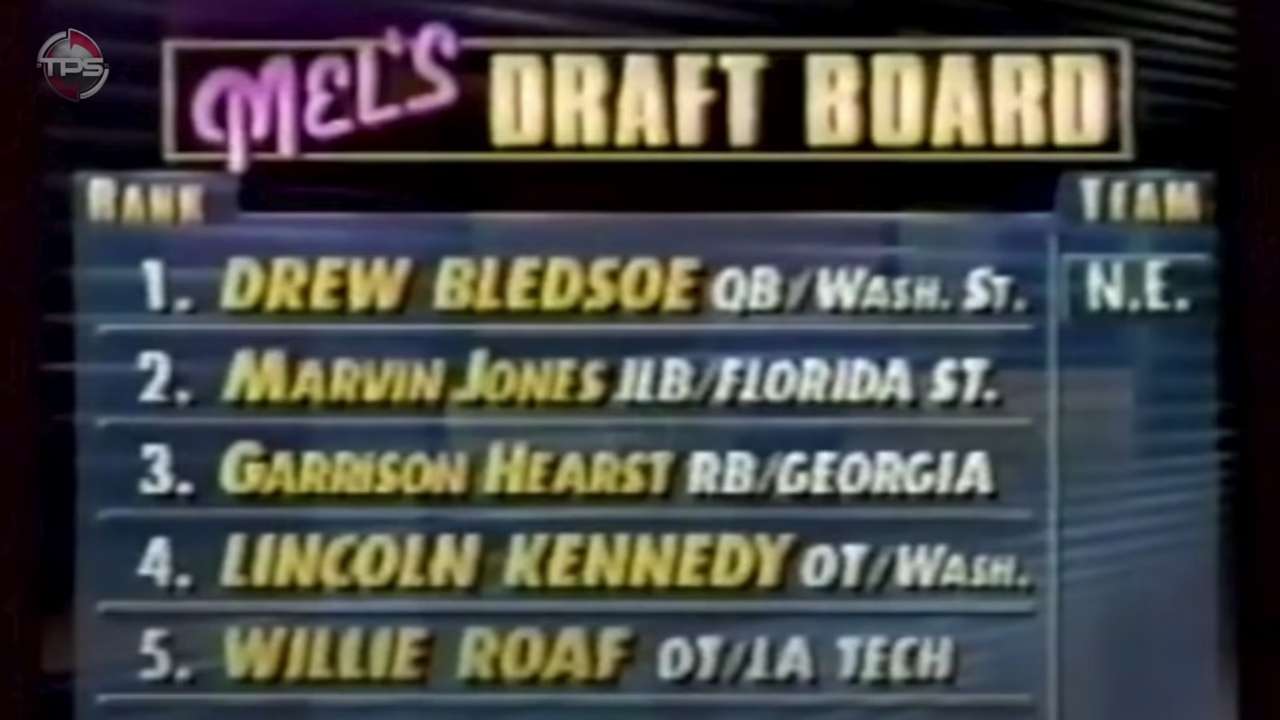 TPS
MEL'S DRAFT BOARD
RANK TEAM
1. DREW BLEDSOE QB/WASH. ST. N.E.
2. MARVIN JONES ILB/FLORIDA ST.
3. GARRISON HEARST RB/GEORGIA
4. LINCOLN KENNEDY OT/WASH.
5. WILLIE ROAF OT/LA TECH